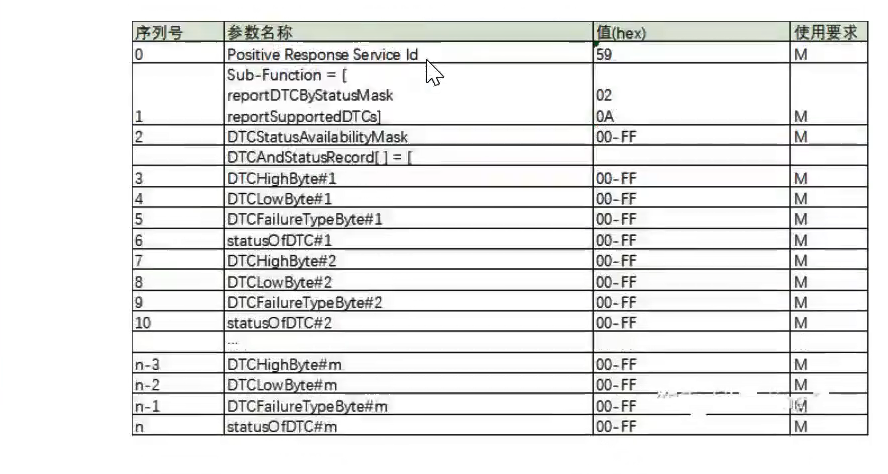 序列号 参数名称 值(hex) 使用要求
0 Positive Response Service Id 59 M
Sub-Function = [
reportDTCByStatusMask 02
1 reportSupportedDTCs] 0A M
2 DTCStatusAvailabilityMask 00-FF M
DTCAndStatusRecord[ ] = [
3 DTCHighByte#1 00-FF M
4 DTCLowByte#1 00-FF M
5 DTCFailureTypeByte#1 00-FF M
6 statusOfDTC#1 00-FF M
7 DTCHighByte#2 00-FF M
8 DTCLowByte#2 00-FF M
9 DTCFailureTypeByte#2 00-FF M
10 statusOfDTC#2 00-FF M
...
n-3 DTCHighByte#m 00-FF M
n-2 DTCLowByte#m 00-FF M
n-1 DTCFailureTypeByte#m 00-FF M
n statusOfDTC#m 00-FF M